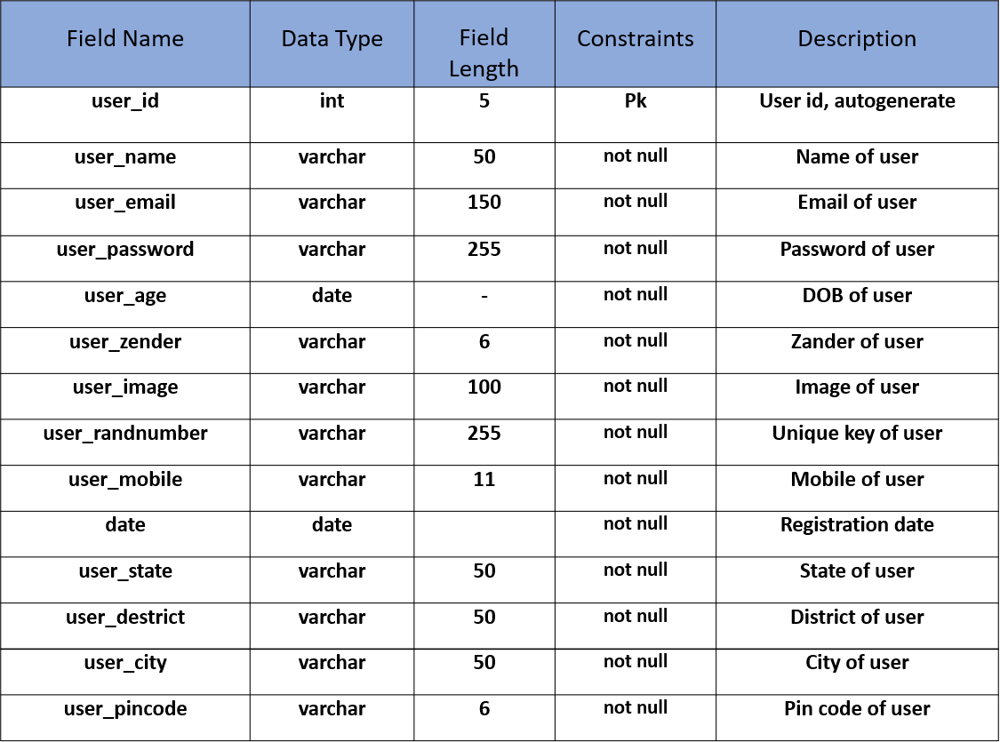 Field Name Data Type Field Length Constraints Description
user_id int 5 Pk User id, autogenerate
user_name varchar 50 not null Name of user
user_email varchar 150 not null Email of user
user_password varchar 255 not null Password of user
user_age date - not null DOB of user
user_zender varchar 6 not null Zander of user
user_image varchar 100 not null Image of user
user_randnumber varchar 255 not null Unique key of user
user_mobile varchar 11 not null Mobile of user
date date not null Registration date
user_state varchar 50 not null State of user
user_destrict varchar 50 not null District of user
user_city varchar 50 not null City of user
user_pincode varchar 6 not null Pin code of user